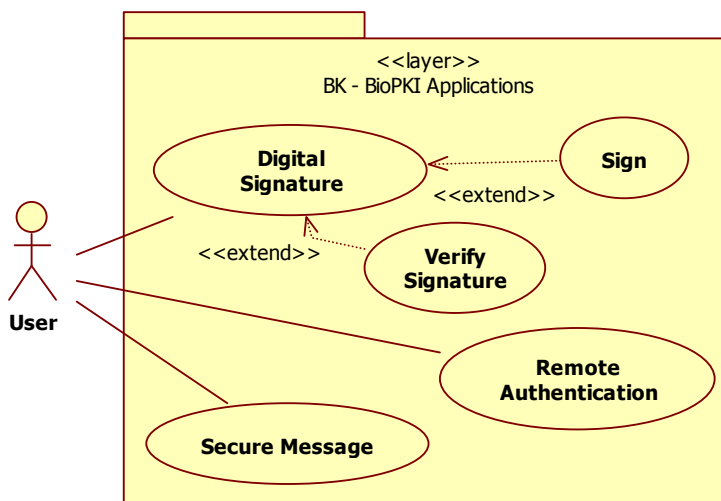 <<layer>>
BK - BioPKI Applications
Digital
Signature
Sign
<<extend>>
<<extend>>
Verify
Signature
User
Remote
Authentication
Secure Message